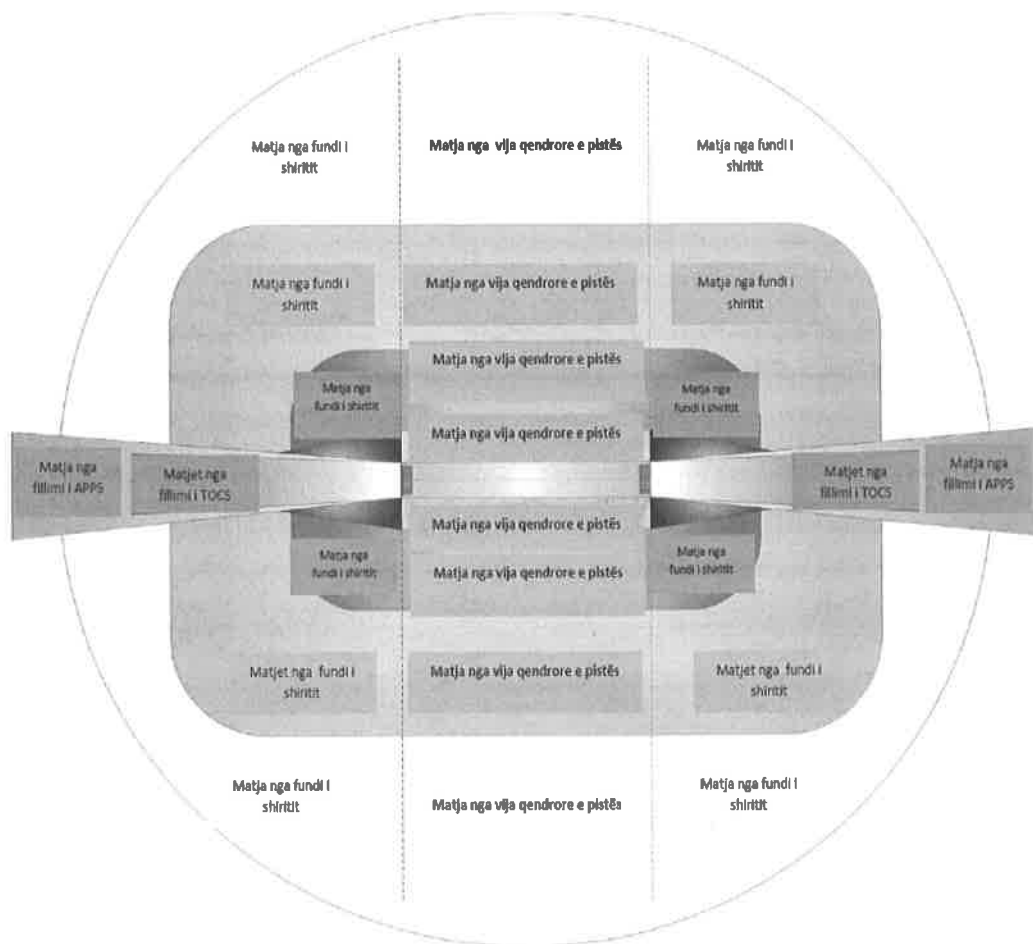 Matja nga fundi i
shiritit
Matja nga vija qendrore e pistës
Matja nga fundi i
shiritit
Matja nga fundi i
shiritit
Matja nga vija qendrore e pistës
Matja nga fundi i
shiritit
Matja nga vija qendrore e pistës
Matja nga
fundi i shiritit
Matja nga
fundi i shiritit
Matja nga vija qendrore e pistës
Matja nga
fillimi i APPS
Matjet nga
fillimi i TOCS
Matjet nga
fillimi i TOCS
Matja nga
fillimi i APPS
Matja nga vija qendrore e pistës
Matja nga
fundi i shiritit
Matja nga vija qendrore e pistës
Matja nga
fundi i shiritit
Matjet nga fundi i
shiritit
Matja nga vija qendrore e pistës
Matjet nga fundi i
shiritit
Matja nga fundi i
shiritit
Matja nga vija qendrore e pistës
Matja nga fundi i
shiritit